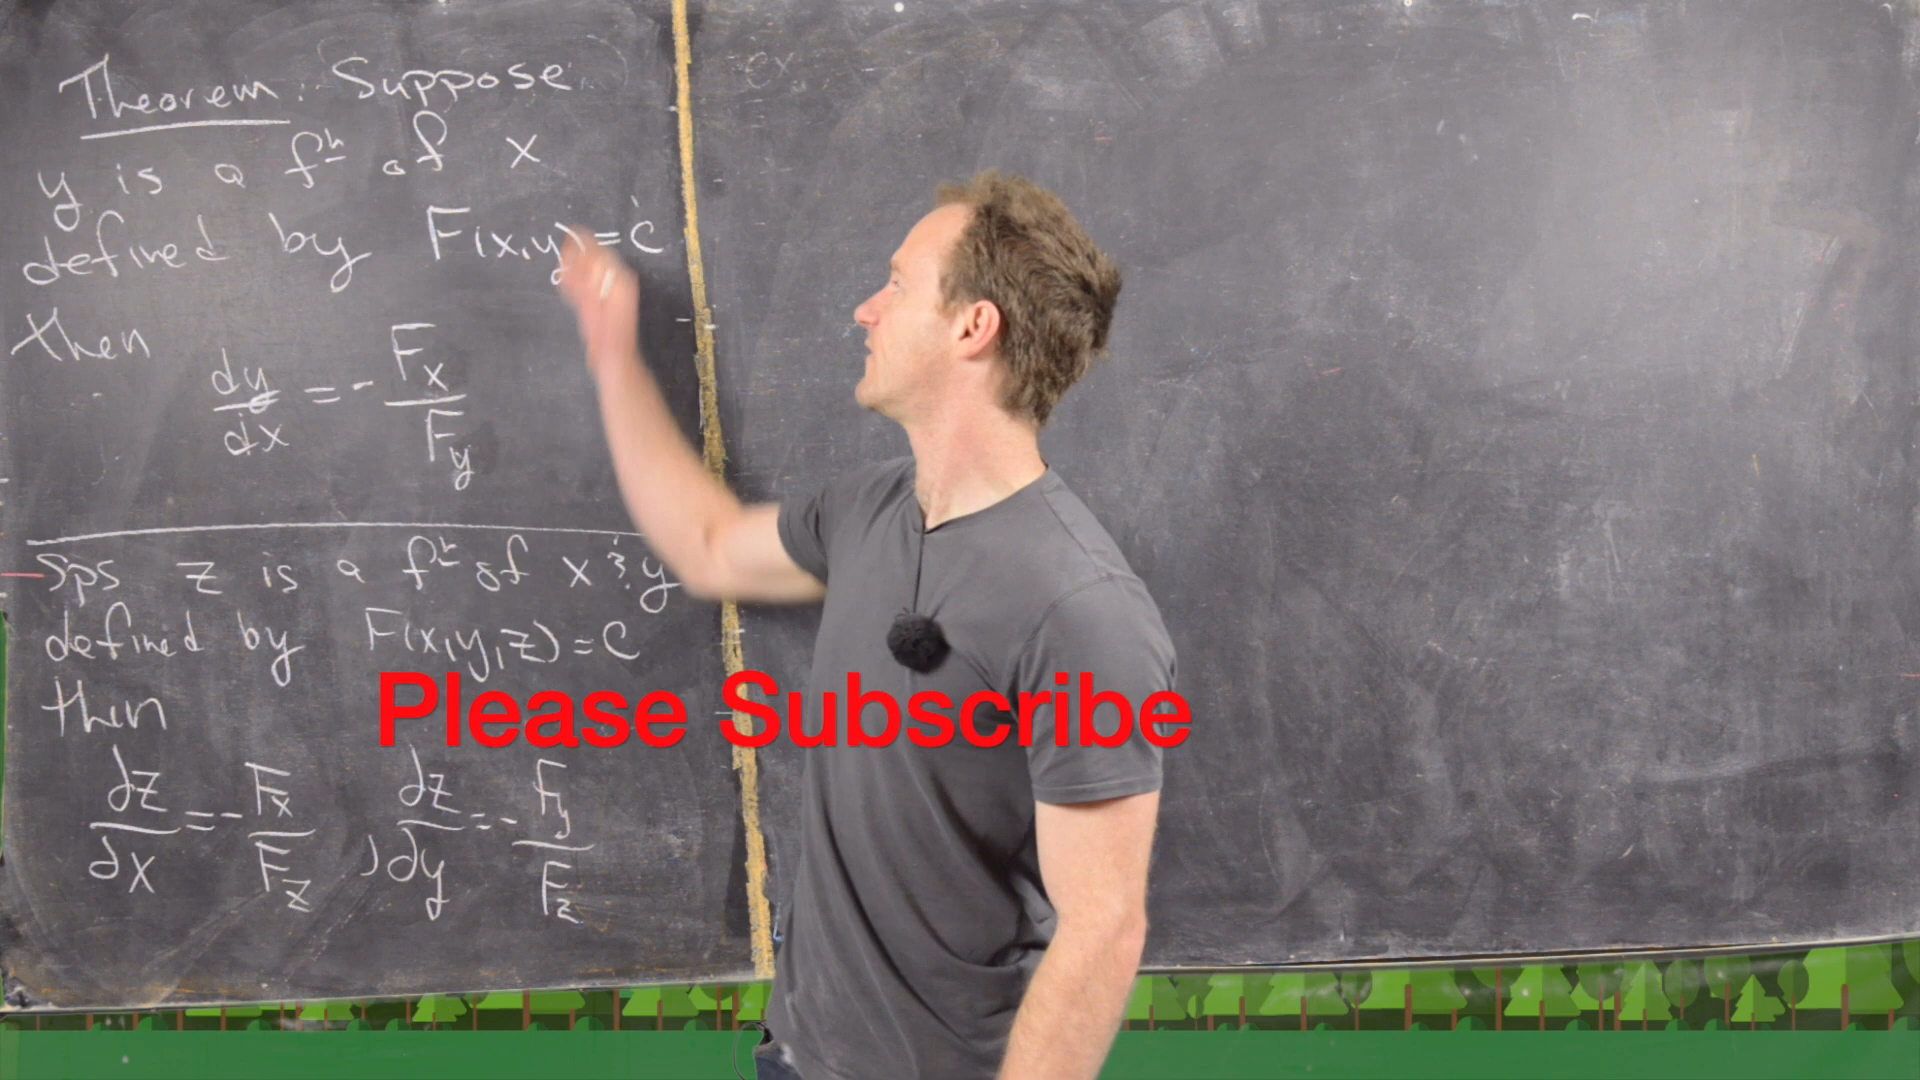 Theorem: Suppose
y is a fⁿ of x
defined by F(x,y)=c
then
dy/dx = - Fx/Fy
Sps z is a fⁿ of x & y
defined by F(x,y,z)=c
then
∂z/∂x = - Fx/Fz , ∂z/∂y = - Fy/Fz
ex.
Please Subscribe